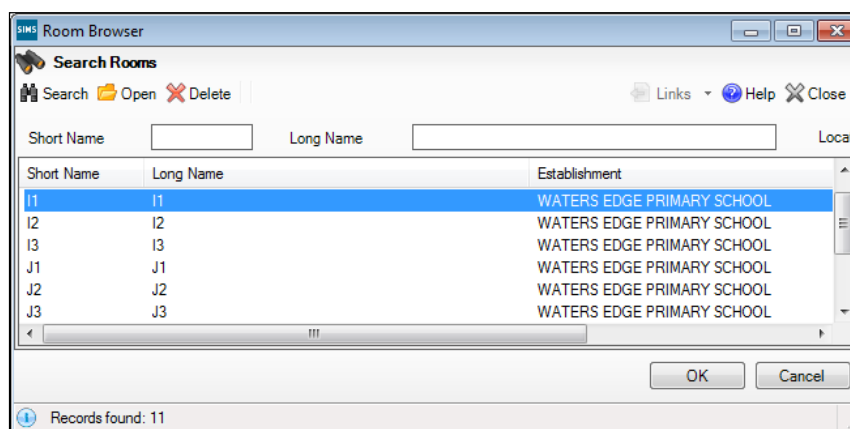 SIMS Room Browser
Search Rooms
Search Open Delete Links Help Close
Short Name Long Name Loca
Short Name Long Name Establishment
I1 I1 WATERS EDGE PRIMARY SCHOOL
I2 I2 WATERS EDGE PRIMARY SCHOOL
I3 I3 WATERS EDGE PRIMARY SCHOOL
J1 J1 WATERS EDGE PRIMARY SCHOOL
J2 J2 WATERS EDGE PRIMARY SCHOOL
J3 J3 WATERS EDGE PRIMARY SCHOOL
OK Cancel
Records found: 11